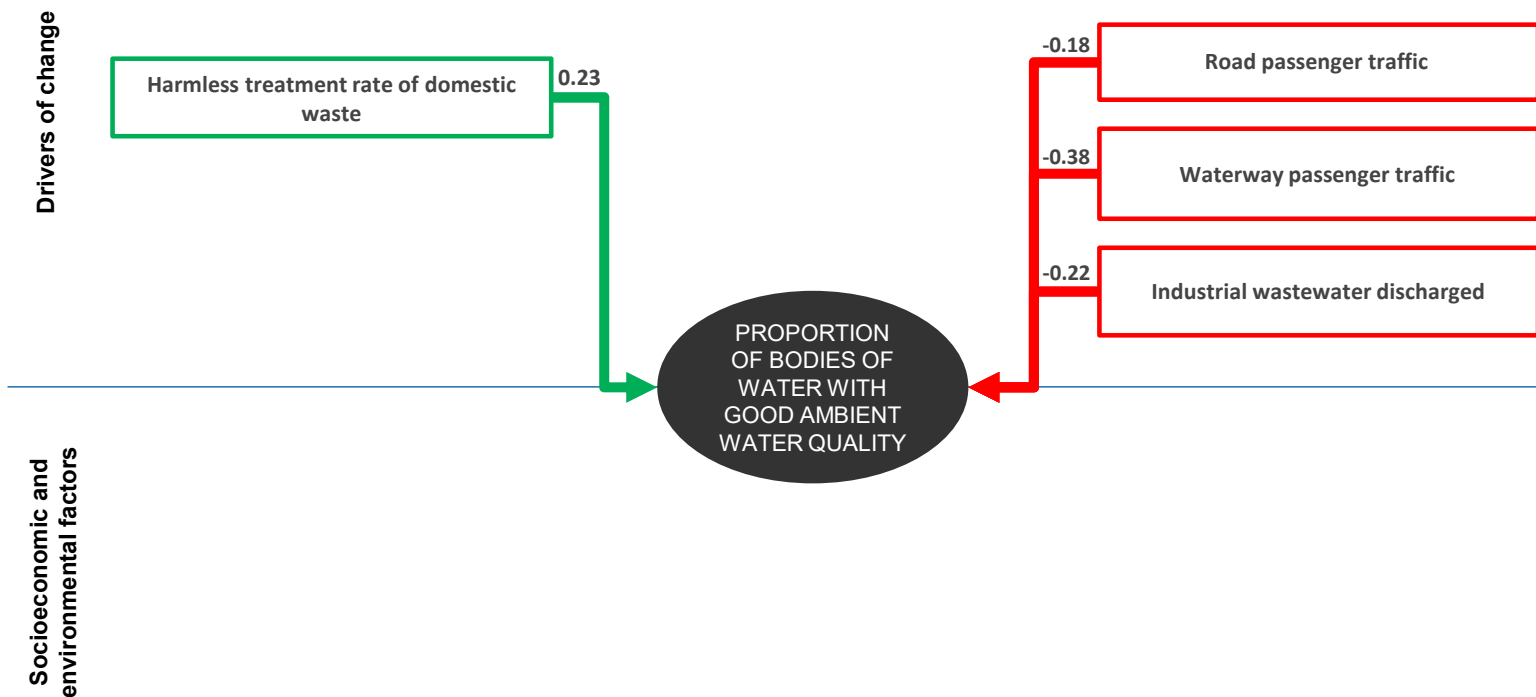 Drivers of change
Harmless treatment rate of domestic
waste
0.23
-0.18
Road passenger traffic
-0.38
Waterway passenger traffic
-0.22
Industrial wastewater discharged
PROPORTION
OF BODIES OF
WATER WITH
GOOD AMBIENT
WATER QUALITY
Socioeconomic and
environmental factors